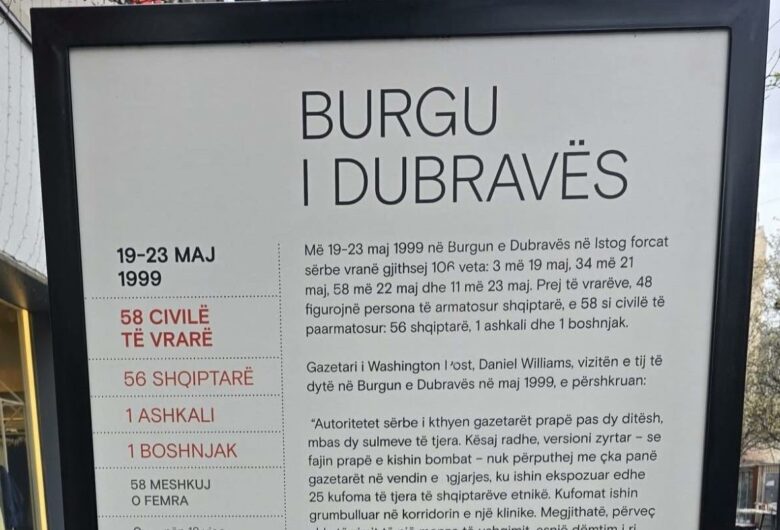 BURGU
I DUBRAVËS
19-23 MAJ
1999
58 CIVILË
TË VRARË
56 SHQIPTARË
1 ASHKALI
1 BOSHNJAK
58 MESHKUJ
0 FEMRA
Më 19-23 maj 1999 në Burgun e Dubravës në Istog forcat
sërbe vranë gjithsej 106 veta: 3 më 19 maj, 34 më 21
maj, 58 më 22 maj dhe 11 më 23 maj. Prej të vrarëve, 48
figurojnë persona të armatosur shqiptarë, e 58 si civilë të
paarmatosur: 56 shqiptarë, 1 ashkali dhe 1 boshnjak.
Gazetari i Washington Post, Daniel Williams, vizitën e tij të
dytë në Burgun e Dubravës në maj 1999, e përshkruan:
"Autoritetet sërbe i kthyen gazetarët prapë pas dy ditësh,
mbas dy sulmeve të tjera. Kësaj radhe, versioni zyrtar – se
fajin prapë e kishin bombat – nuk përputhej me çka panë
gazetarët në vendin e ngjarjes, ku ishin ekspozuar edhe
25 kufoma të tjera të shqiptarëve etnikë. Kufomat ishin
grumbulluar në korridorin e një klinike. Megjithatë, përveç